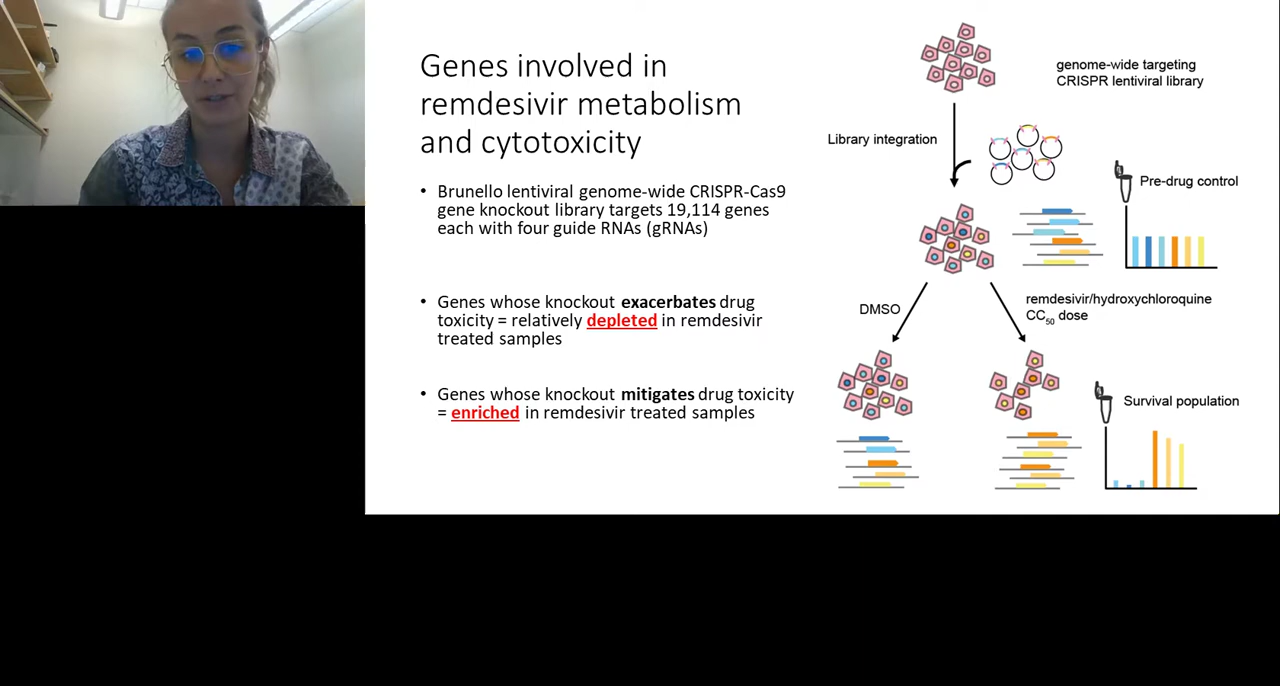 Genes involved in
remdesivir metabolism
and cytotoxicity
• Brunello lentiviral genome-wide CRISPR-Cas9
gene knockout library targets 19,114 genes
each with four guide RNAs (gRNAs)
• Genes whose knockout exacerbates drug
toxicity = relatively depleted in remdesivir
treated samples
• Genes whose knockout mitigates drug toxicity
= enriched in remdesivir treated samples
genome-wide targeting
CRISPR lentiviral library
Library integration
Pre-drug control
DMSO
remdesivir/hydroxychloroquine
CC50 dose
Survival population